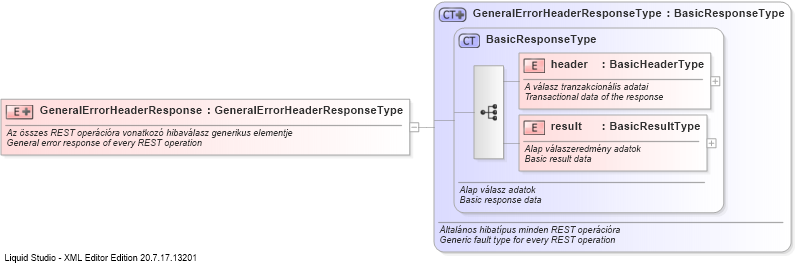 CT GeneralErrorHeaderResponseType : BasicResponseType
CT BasicResponseType
E header : BasicHeaderType
A válasz tranzakcionális adatai
Transactional data of the response
E GeneralErrorHeaderResponse : GeneralErrorHeaderResponseType
Az összes REST operációra vonatkozó hibaválasz generikus elementje
General error response of every REST operation
E result : BasicResultType
Alap válaszeredmény adatok
Basic result data
Alap válasz adatok
Basic response data
Általános hibatípus minden REST operációra
Generic fault type for every REST operation
Liquid Studio - XML Editor Edition 20.7.17.13201